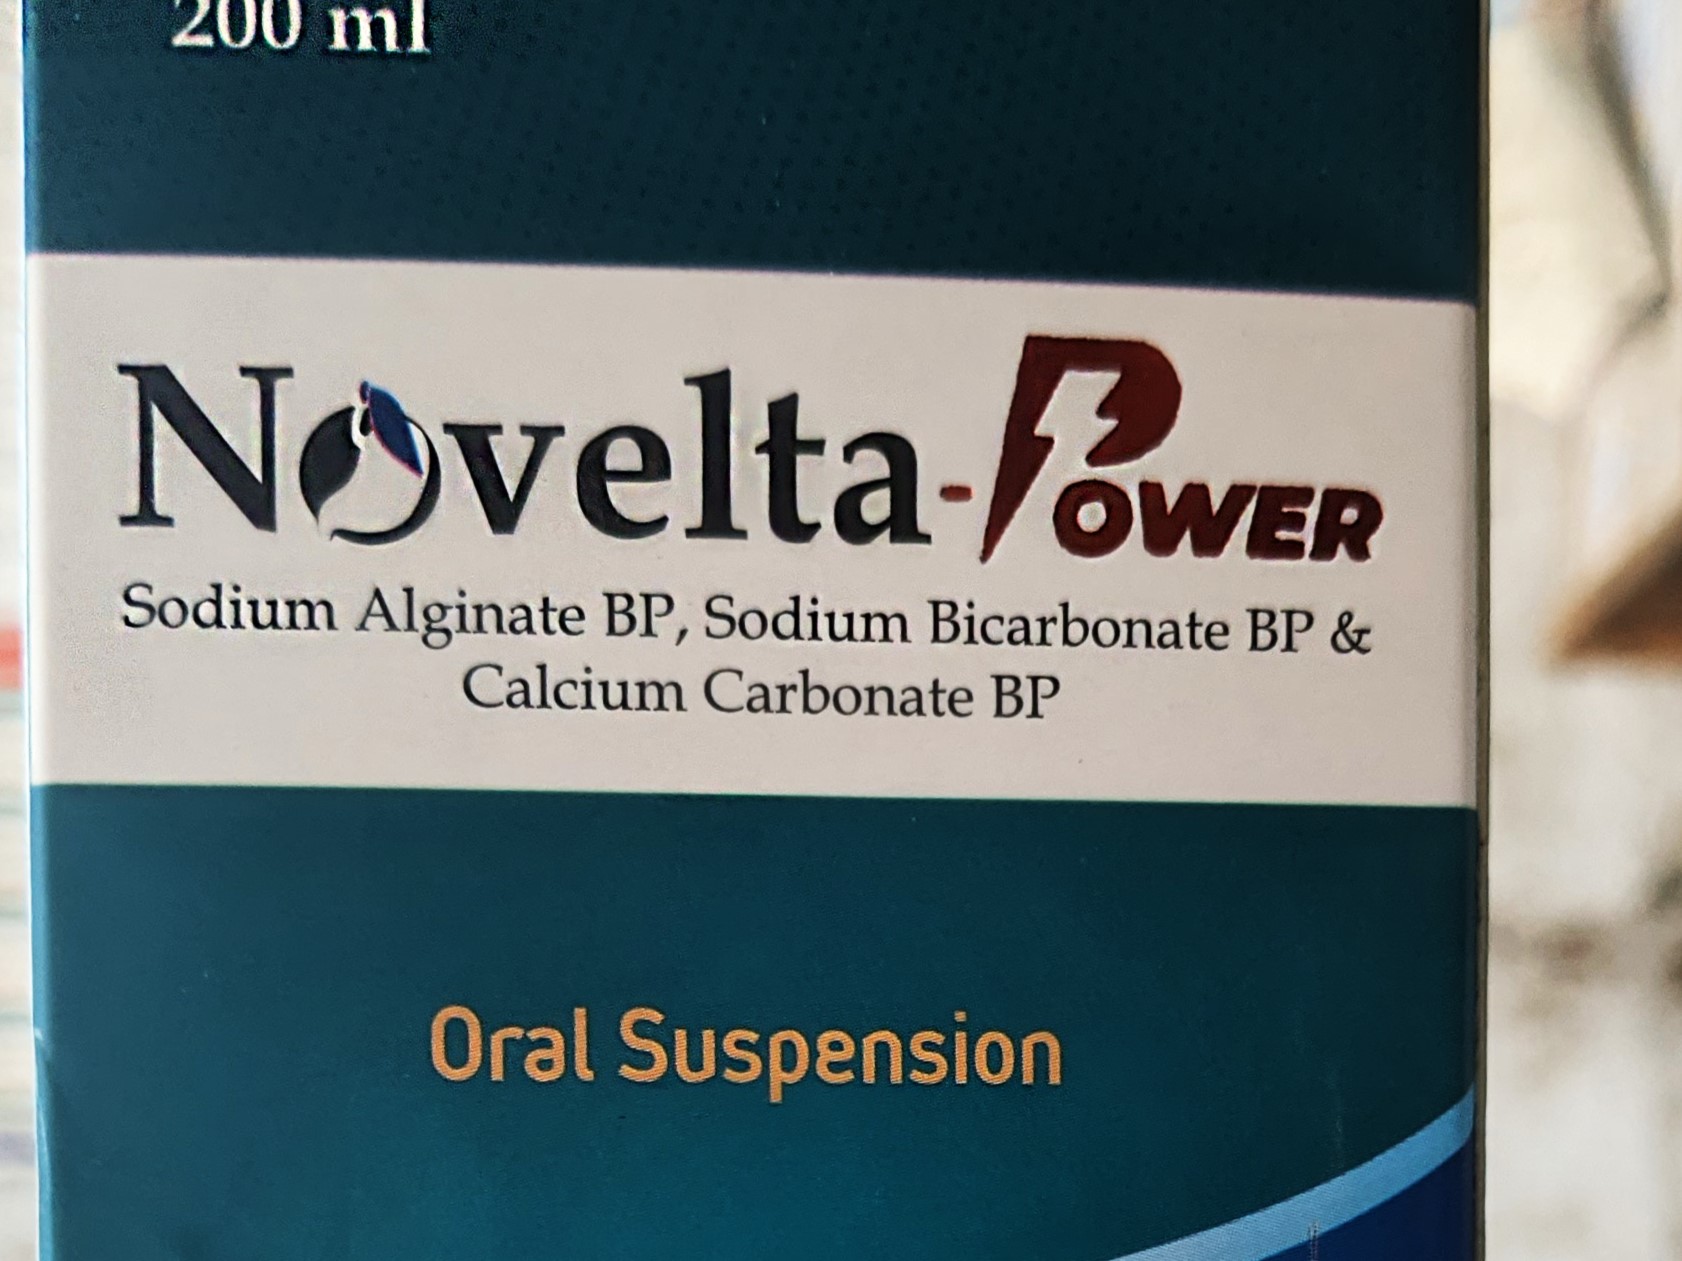 200 ml
Novelta-Power
Sodium Alginate BP, Sodium Bicarbonate BP &
Calcium Carbonate BP
Oral Suspension